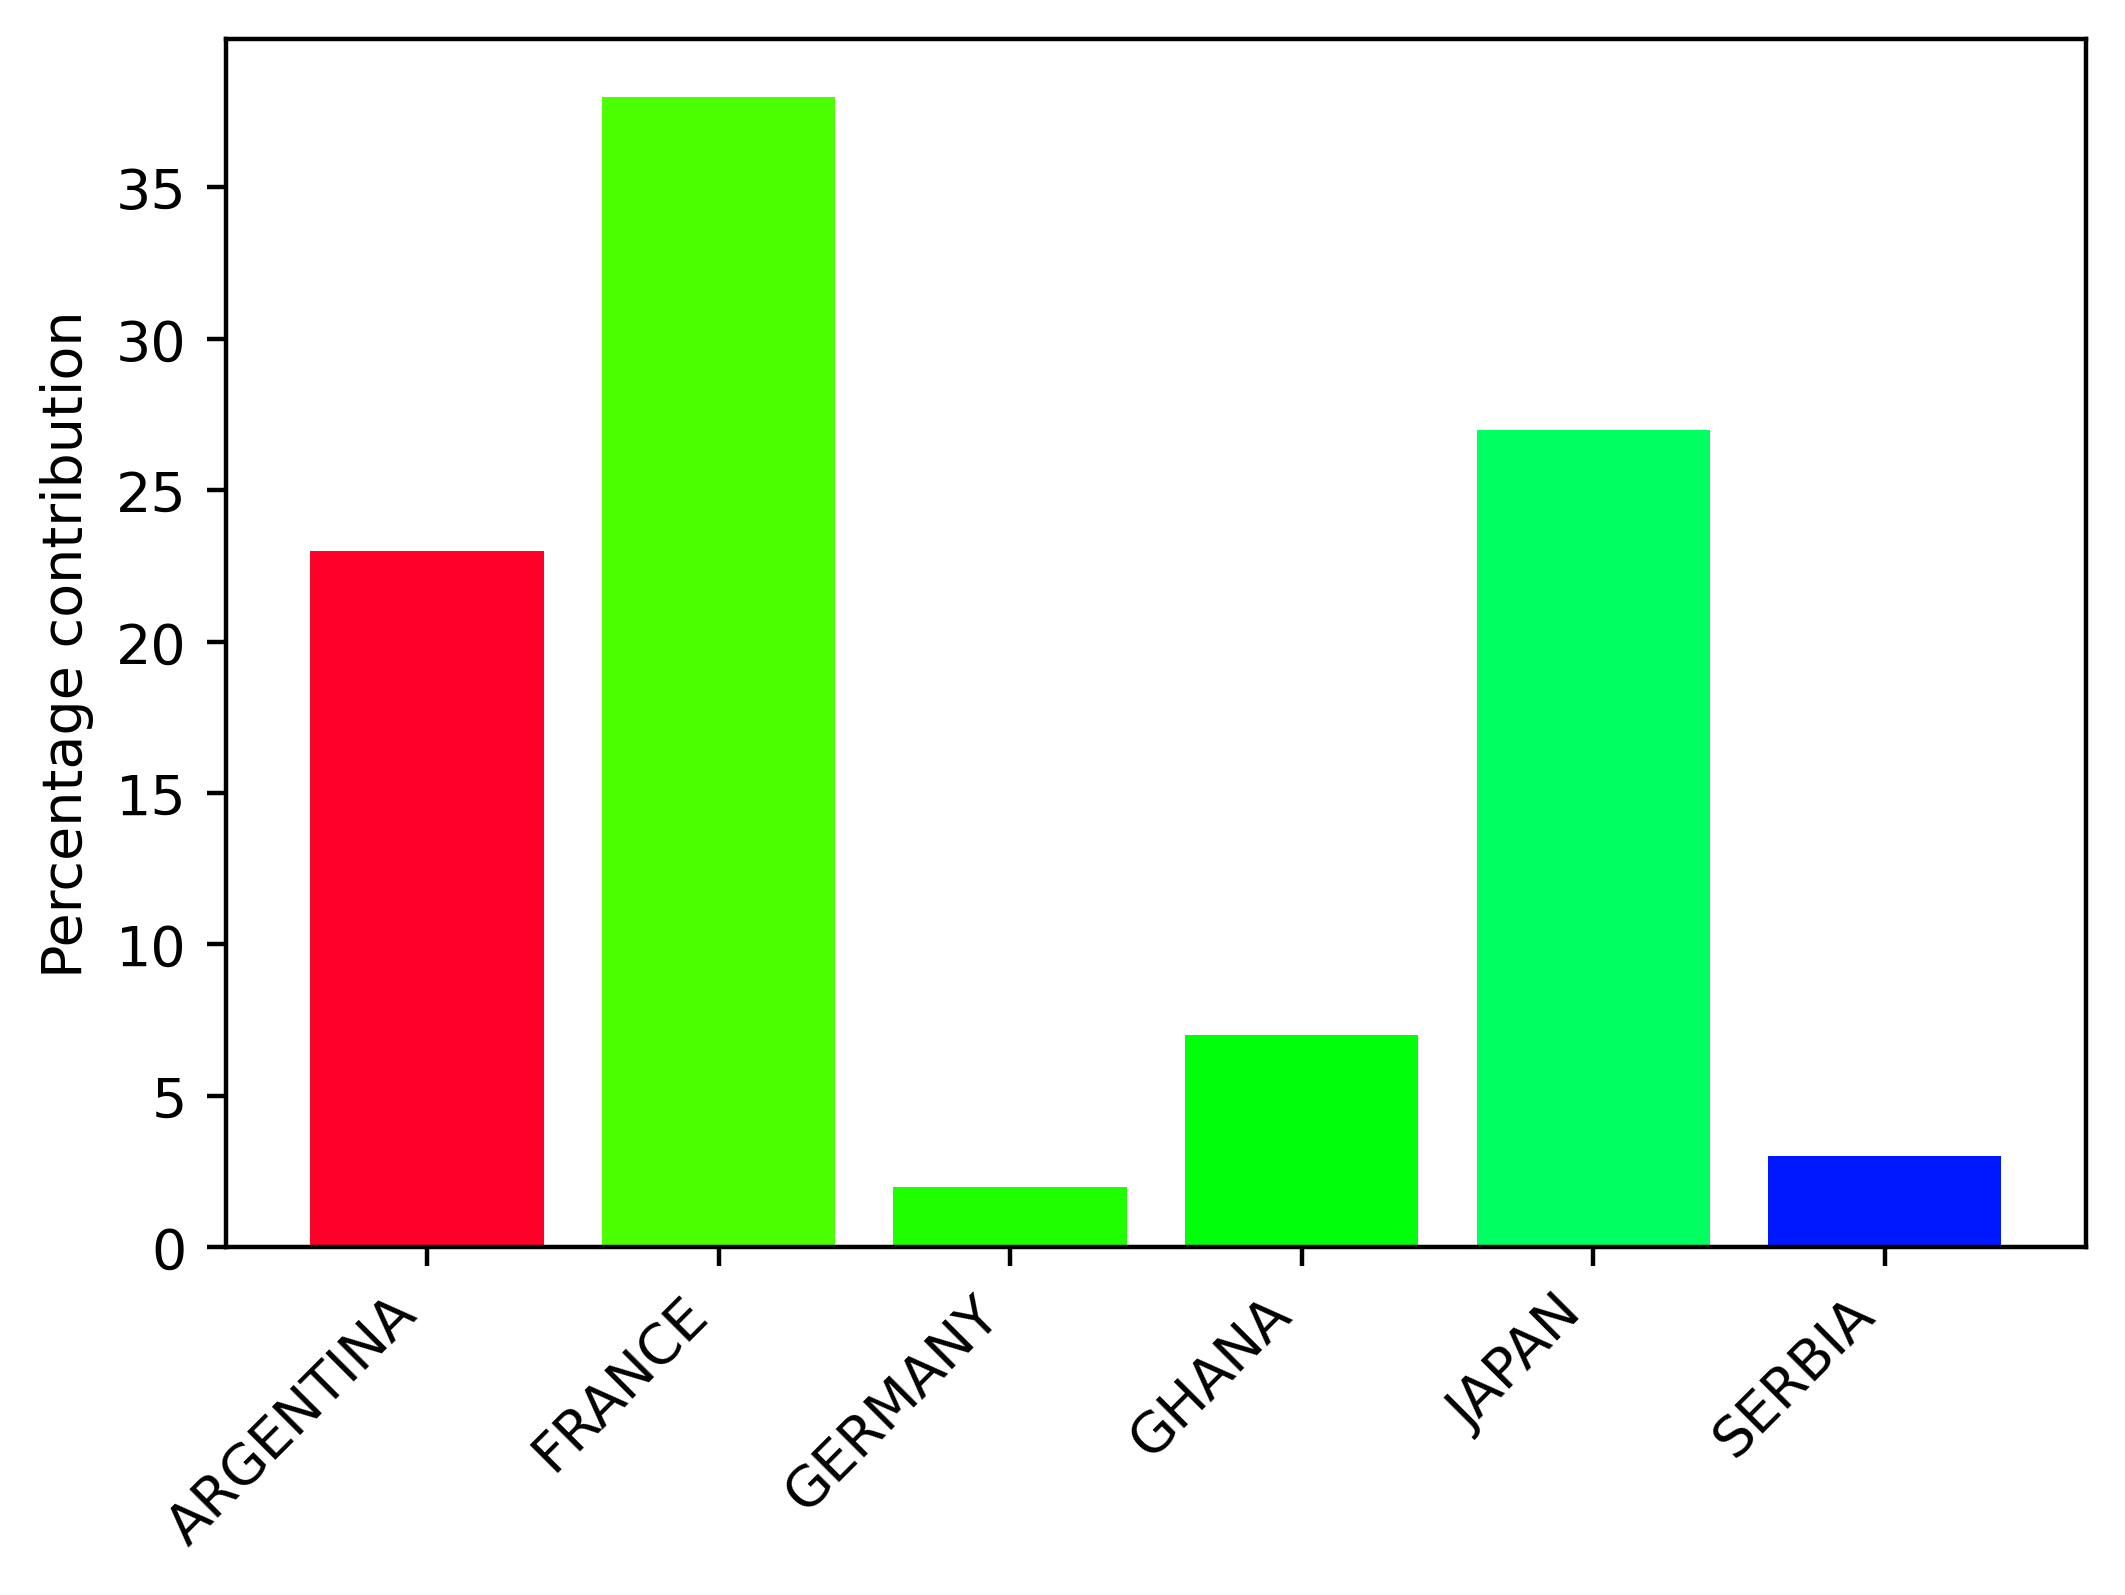 Percentage contribution
35
30
25
20
15
10
5
0
ARGENTINA
FRANCE
GERMANY
GHANA
JAPAN
SERBIA